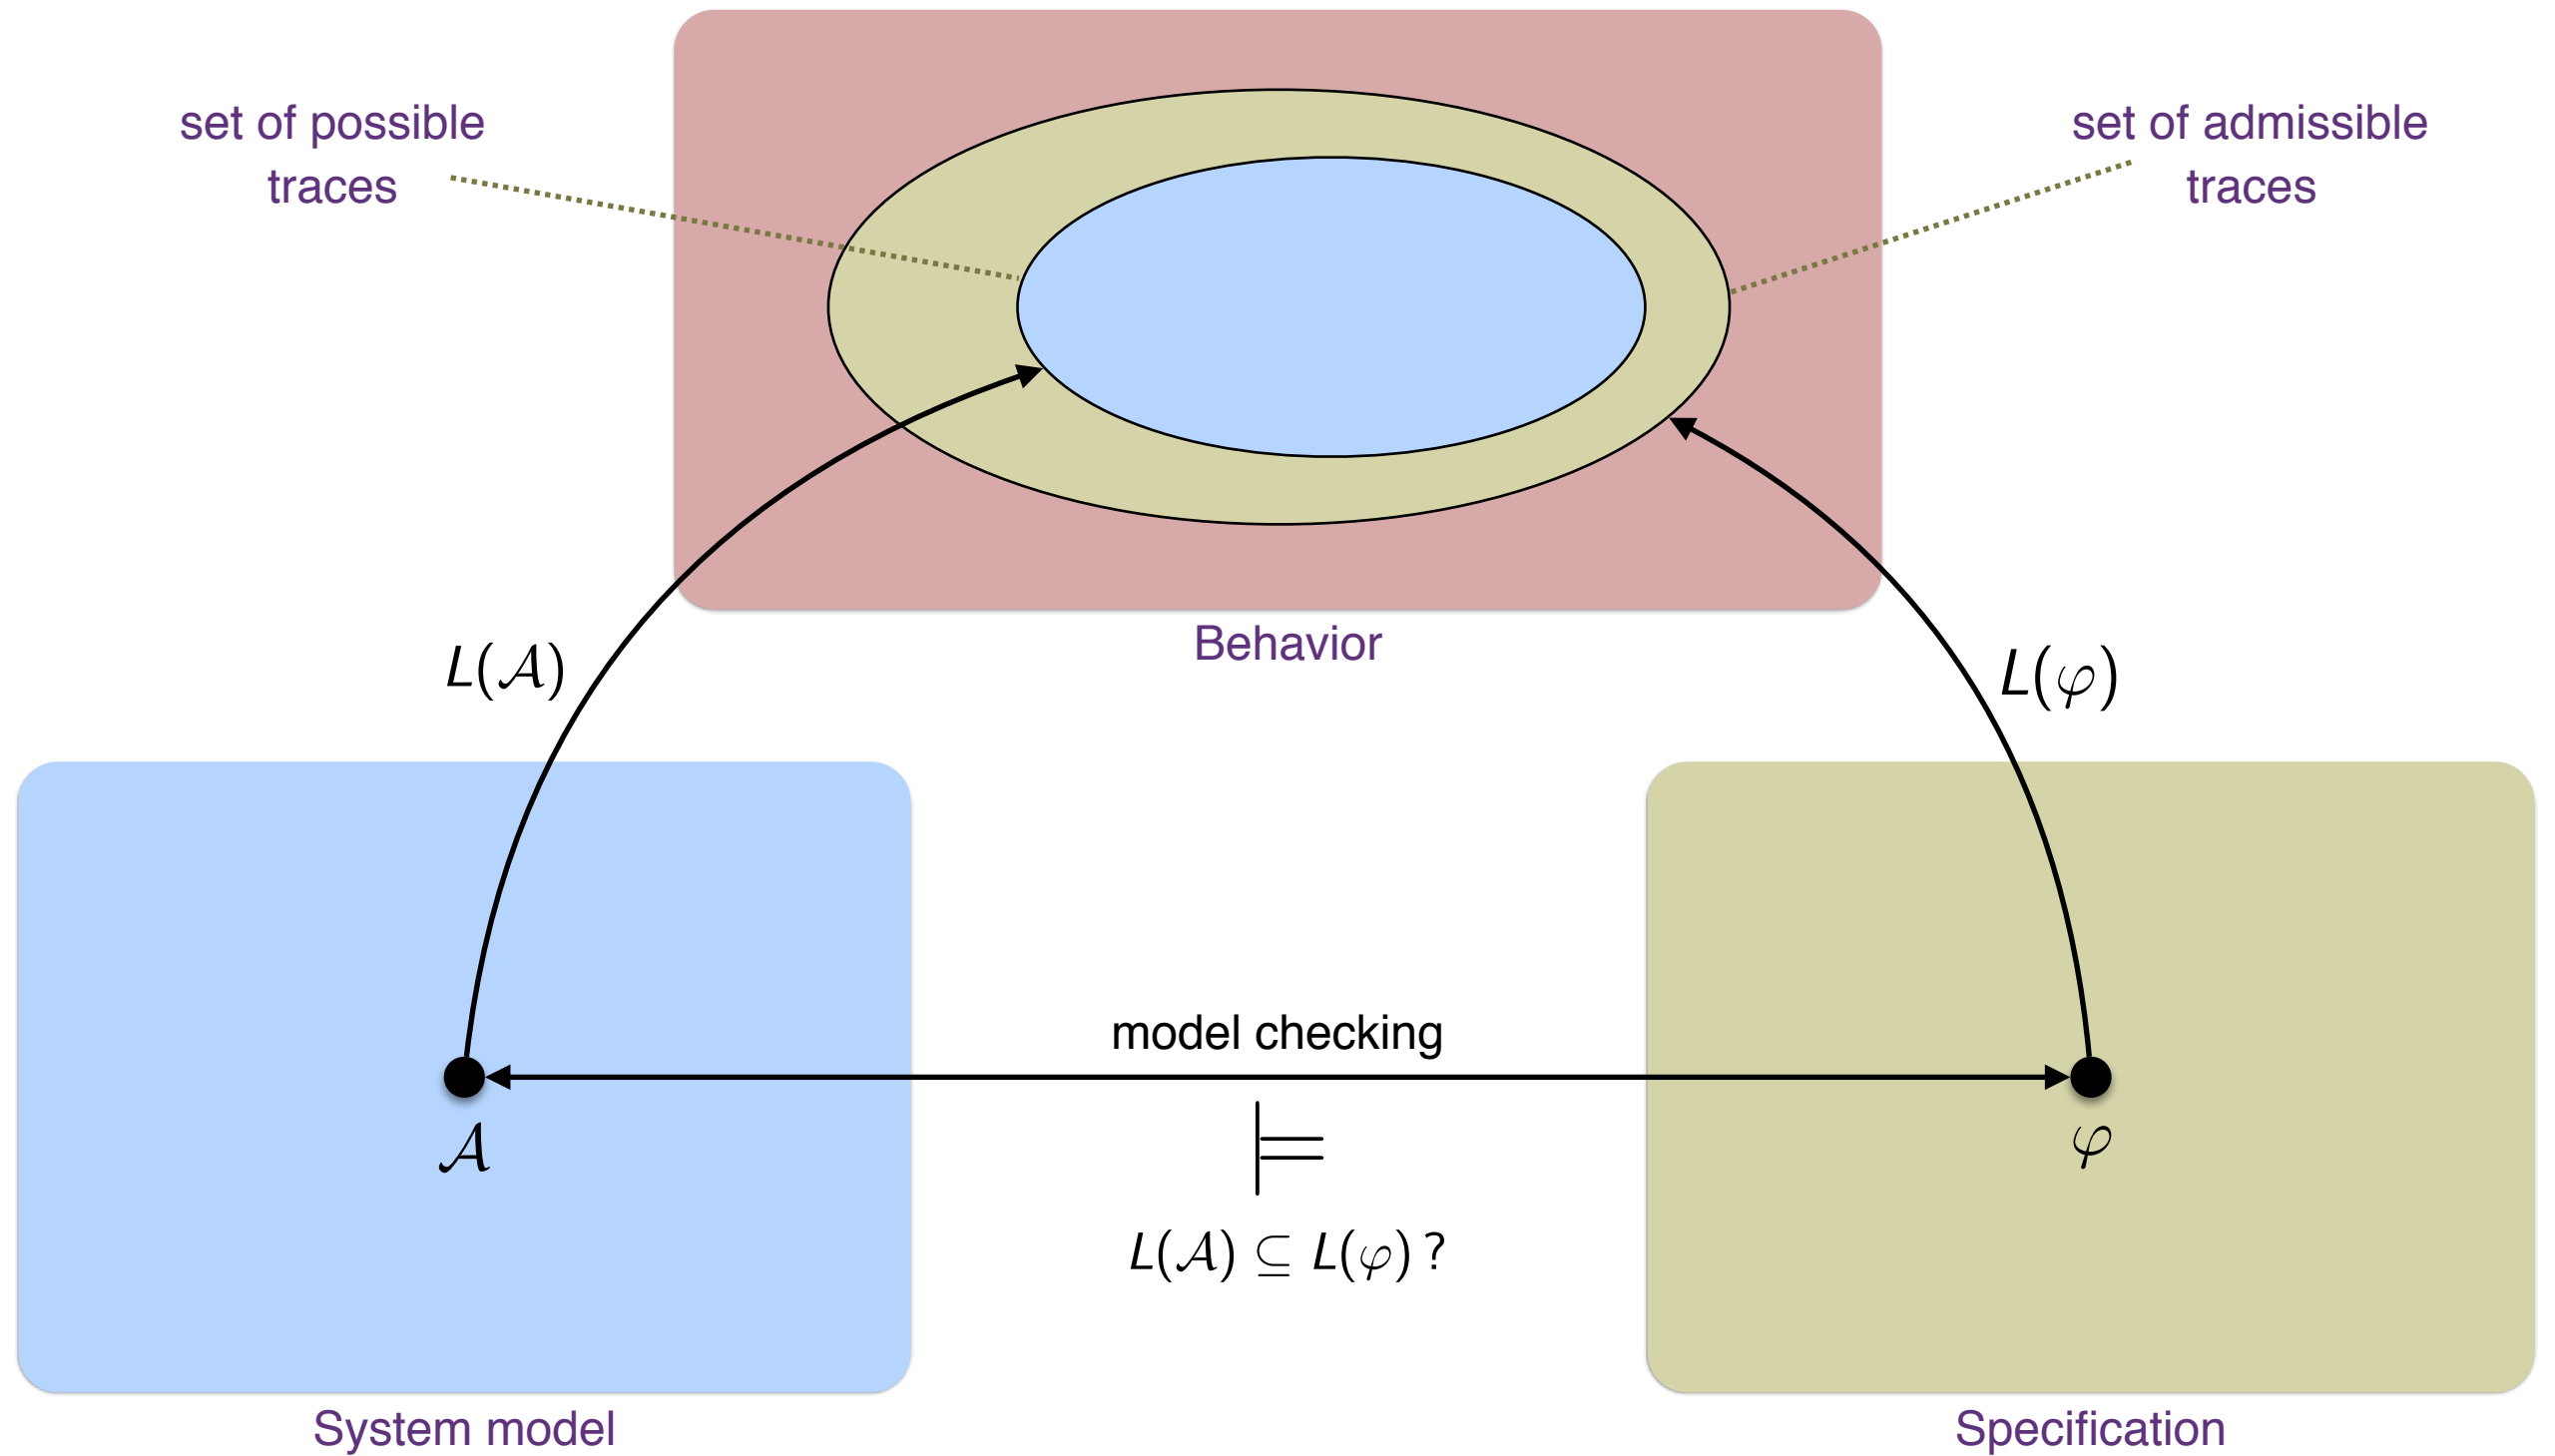 set of possible
traces
set of admissible
traces
Behavior
L(𝒜)
L(φ)
model checking
𝒜
φ
⊨
L(𝒜) ⊆ L(φ) ?
System model
Specification